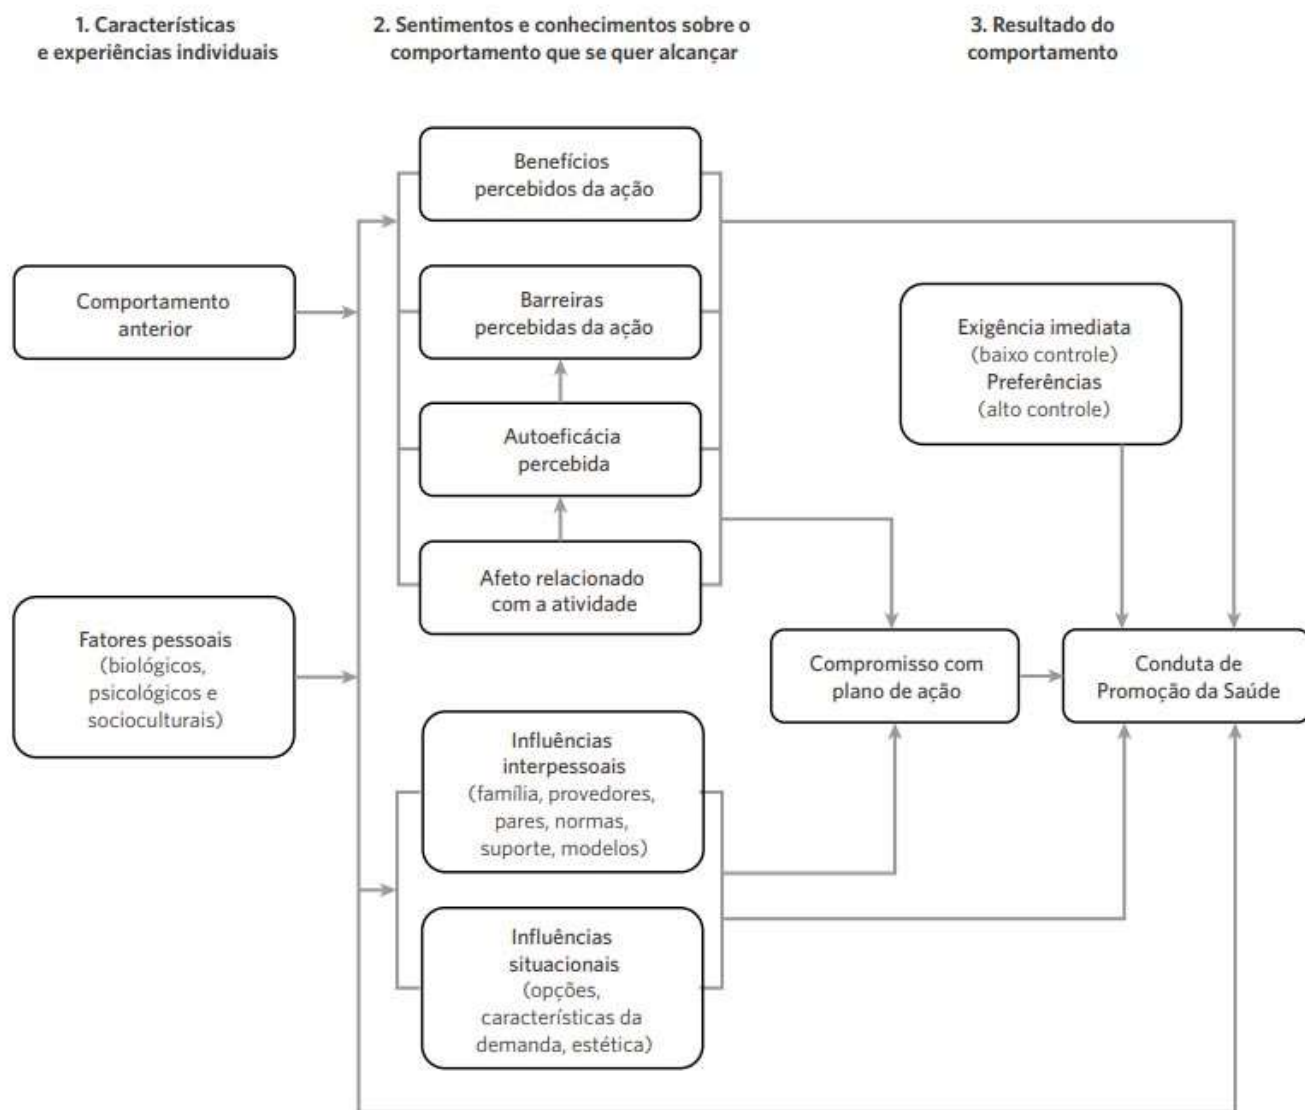 1. Características
e experiências individuais
2. Sentimentos e conhecimentos sobre o
comportamento que se quer alcançar
3. Resultado do
comportamento
Comportamento
anterior
Fatores pessoais
(biológicos,
psicológicos e
socioculturais)
Benefícios
percebidos da ação
Barreiras
percebidas da ação
Autoeficácia
percebida
Afeto relacionado
com a atividade
Influências
interpessoais
(família, provedores,
pares, normas,
suporte, modelos)
Influências
situacionais
(opções,
características da
demanda, estética)
Exigência imediata
(baixo controle)
Preferências
(alto controle)
Compromisso com
plano de ação
Conduta de
Promoção da Saúde